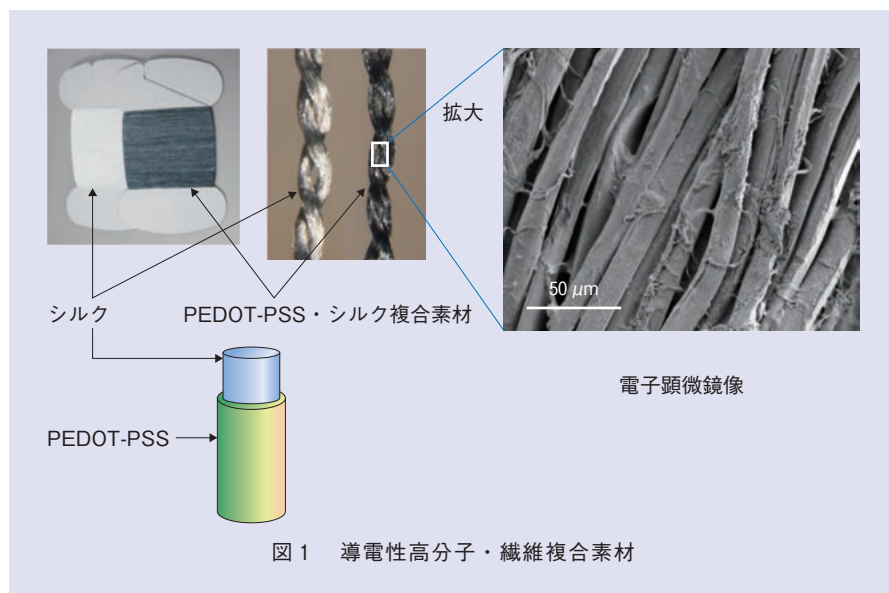 拡大
50 μm
シルク
PEDOT-PSS・シルク複合素材
電子顕微鏡像
PEDOT-PSS
図1 導電性高分子・繊維複合素材